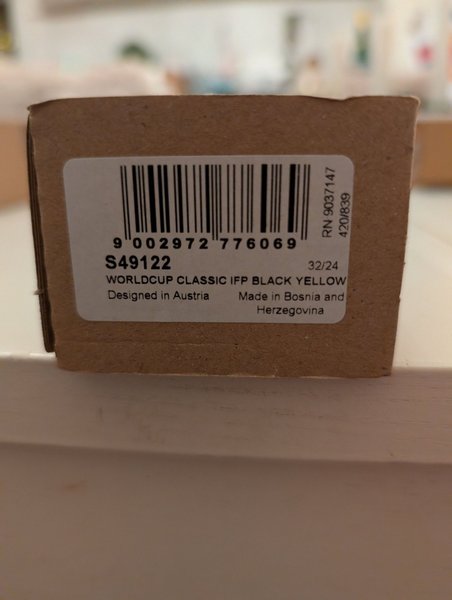 9 002972 776069
S49122
32/24
WORLDCUP CLASSIC IFP BLACK YELLOW
Designed in Austria
Made in Bosnia and
Herzegovina
RN 9037147
420/839